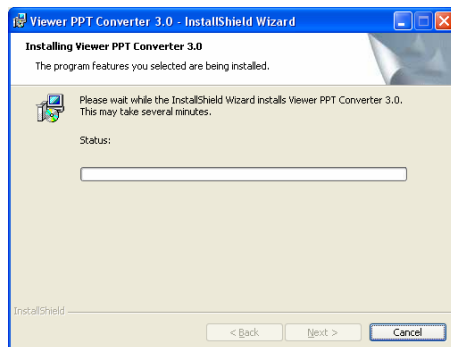 Viewer PPT Converter 3.0 - InstallShield Wizard
Installing Viewer PPT Converter 3.0
The program features you selected are being installed.
Please wait while the InstallShield Wizard installs Viewer PPT Converter 3.0.
This may take several minutes.
Status:
InstallShield
< Back Next > Cancel